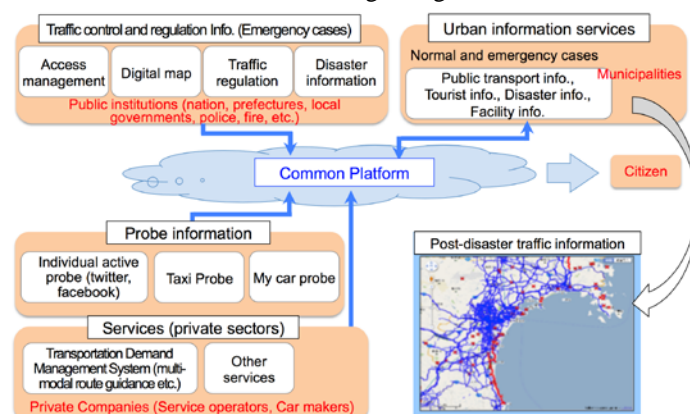 Traffic control and regulation Info. (Emergency cases)
Access
management
Digital map
Traffic
regulation
Disaster
information
Public institutions (nation, prefectures, local
governments, police, fire, etc.)
Urban information services
Normal and emergency cases
Public transport info.,
Tourist info., Disaster info.,
Facility info.
Municipalities
Common Platform
Citizen
Probe information
Individual active
probe (twitter,
facebook)
Taxi Probe
My car probe
Services (private sectors)
Transportation Demand
Management System (multi-
modal route guidance etc.)
Other
services
Private Companies (Service operators, Car makers)
Post-disaster traffic information